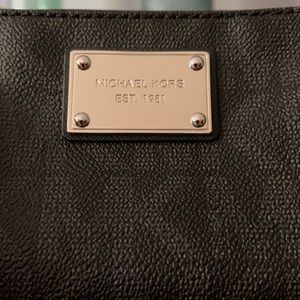 MICHAEL KORS
EST. 1981